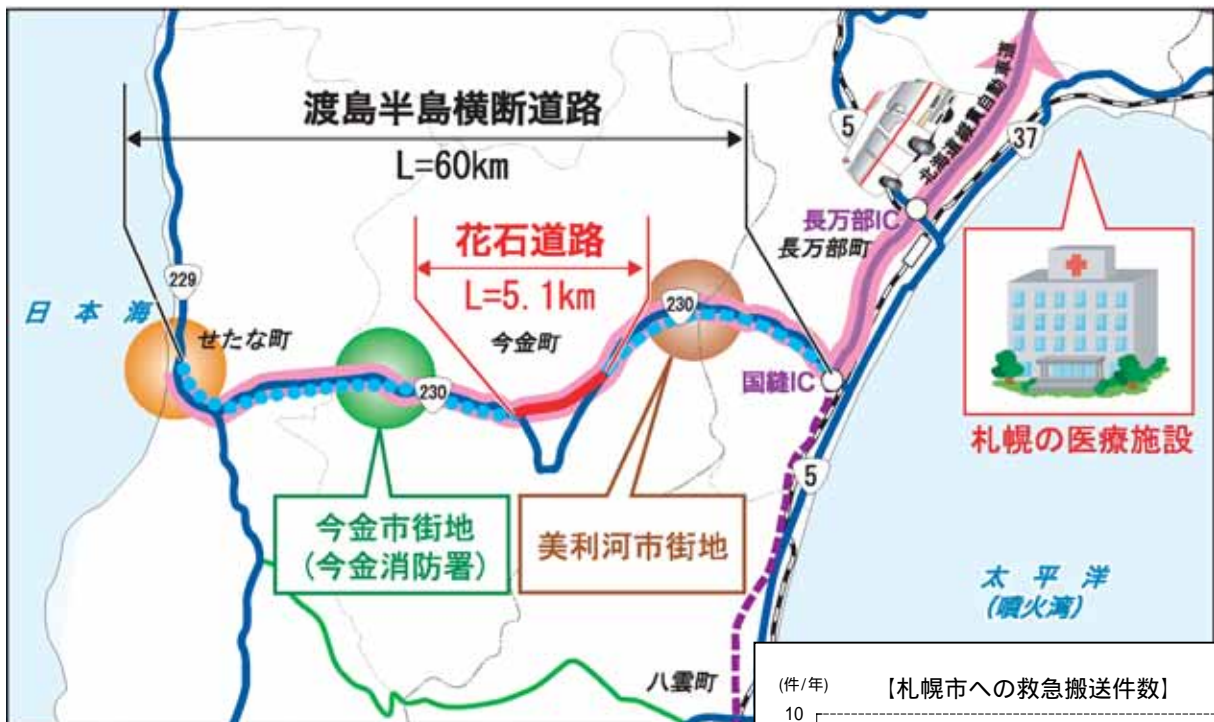 渡島半島横断道路
L=60km
花石道路
L=5.1km
5
北海道縦貫自動車道
37
長万部IC
長万部町
229
日本海
せたな町
今金町
230
230
国縫IC
札幌の医療施設
5
今金市街地
(今金消防署)
美利河市街地
太平洋
(噴火湾)
八雲町
(件/年)
【札幌市への救急搬送件数】
10